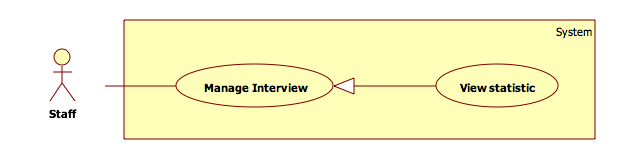 System
Manage Interview
View statistic
Staff